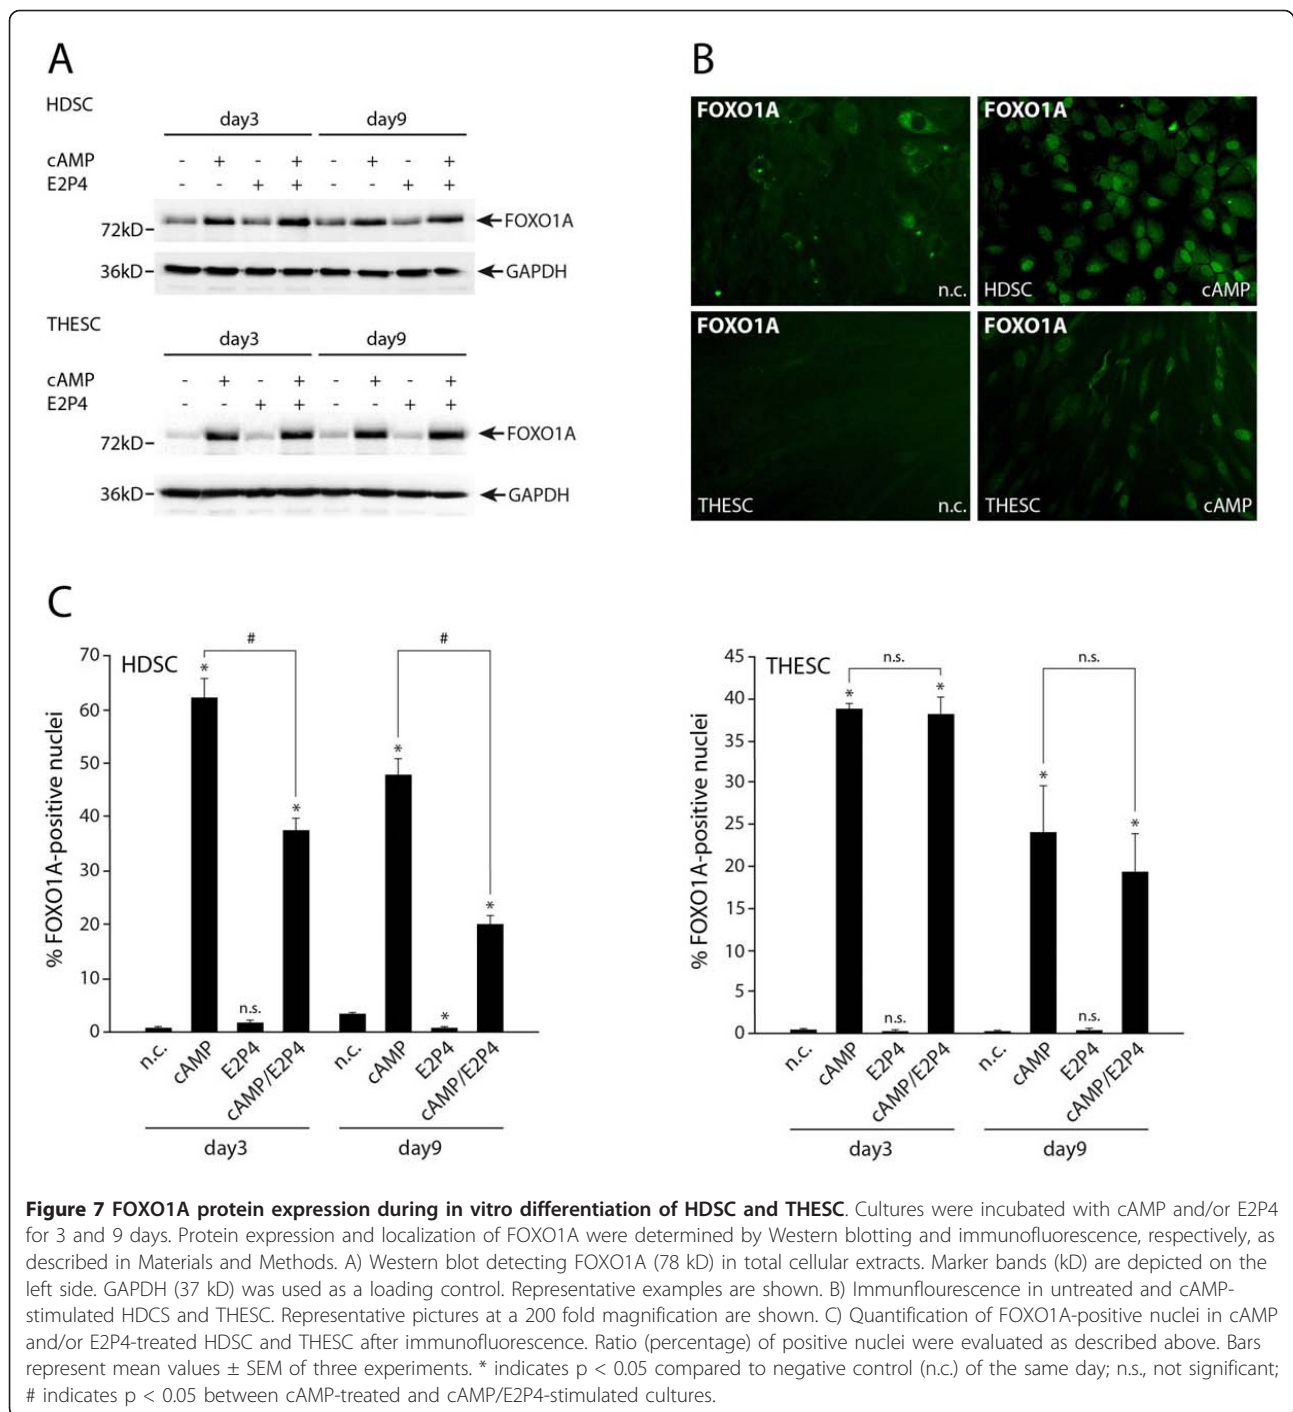 A
HDSC
day3 day9
cAMP - + - + - + - +
E2P4 - - + + - - + +
72kD FOXO1A
36kD GAPDH
THESC
day3 day9
cAMP - + - + - + - +
E2P4 - - + + - - + +
72kD FOXO1A
36kD GAPDH
B
FOXO1A FOXO1A
n.c. HDSC cAMP
FOXO1A FOXO1A
THESC n.c. THESC cAMP
C
HDSC
% FOXO1A-positive nuclei
70
60
50
40
30
20
10
0
# #
* * * * *
n.s.
n.c. cAMP E2P4 cAMP/E2P4 n.c. cAMP E2P4 cAMP/E2P4
day3 day9
THESC
% FOXO1A-positive nuclei
45
40
35
30
25
20
15
10
5
0
n.s. n.s.
* * * *
n.s. n.s.
n.c. cAMP E2P4 cAMP/E2P4 n.c. cAMP E2P4 cAMP/E2P4
day3 day9
Figure 7 FOXO1A protein expression during in vitro differentiation of HDSC and THESC. Cultures were incubated with cAMP and/or E2P4
for 3 and 9 days. Protein expression and localization of FOXO1A were determined by Western blotting and immunofluorescence, respectively, as
described in Materials and Methods. A) Western blot detecting FOXO1A (78 kD) in total cellular extracts. Marker bands (kD) are depicted on the
left side. GAPDH (37 kD) was used as a loading control. Representative examples are shown. B) Immunflourescence in untreated and cAMP-
stimulated HDCS and THESC. Representative pictures at a 200 fold magnification are shown. C) Quantification of FOXO1A-positive nuclei in cAMP
and/or E2P4-treated HDSC and THESC after immunofluorescence. Ratio (percentage) of positive nuclei were evaluated as described above. Bars
represent mean values ± SEM of three experiments. * indicates p < 0.05 compared to negative control (n.c.) of the same day; n.s., not significant;
# indicates p < 0.05 between cAMP-treated and cAMP/E2P4-stimulated cultures.